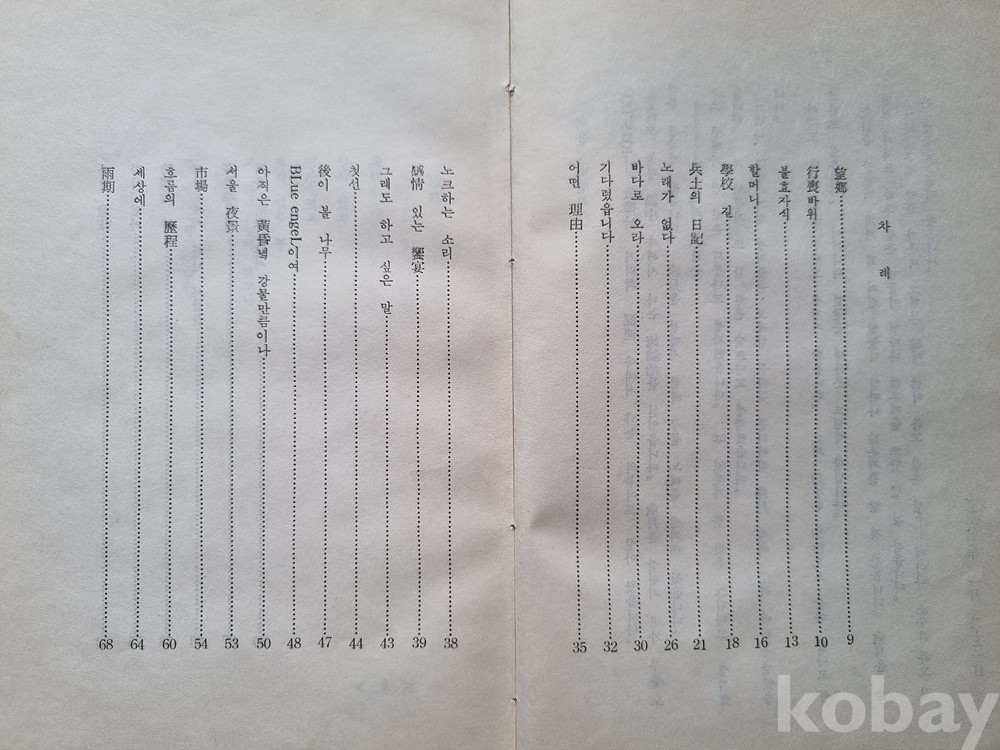 차 례
望鄉 9
行喪바위 10
불효자식 13
할머니 16
學校 길 18
兵士의 日記 21
노래가 없다 26
바다로 오라 30
기다렸읍니다 32
어떤 理由 35
노크하는 소리 38
感情 있는 饗宴 39
그래도 하고 싶은 말 43
첫선 44
後이 볼 나무 47
BLue engeL이여 48
아직은 黃昏녘 강물만큼이나 50
서울 夜景 53
市場 54
흐름의 歷程 60
세상에 64
雨期 68
kobay